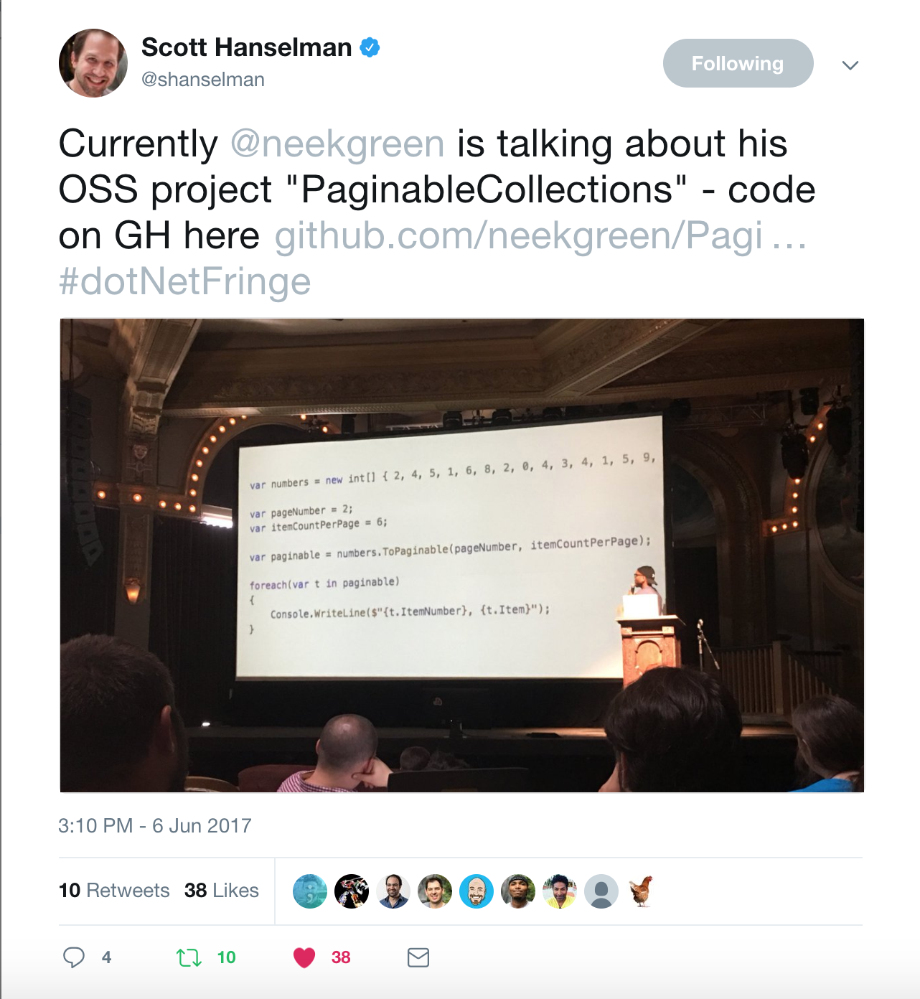 Scott Hanselman
@shanselman
Following
Currently @neekgreen is talking about his
OSS project "PaginableCollections" - code
on GH here github.com/neekgreen/Pagi…
#dotNetFringe
var numbers = new int[] { 2, 4, 5, 1, 6, 8, 2, 0, 4, 3, 4, 1, 5, 9,
var pageNumber = 2;
var itemCountPerPage = 6;
var paginable = numbers.ToPaginable(pageNumber, itemCountPerPage);
foreach(var t in paginable)
{
Console.WriteLine($"{t.ItemNumber}, {t.Item}");
}
3:10 PM - 6 Jun 2017
10 Retweets 38 Likes
4 10 38